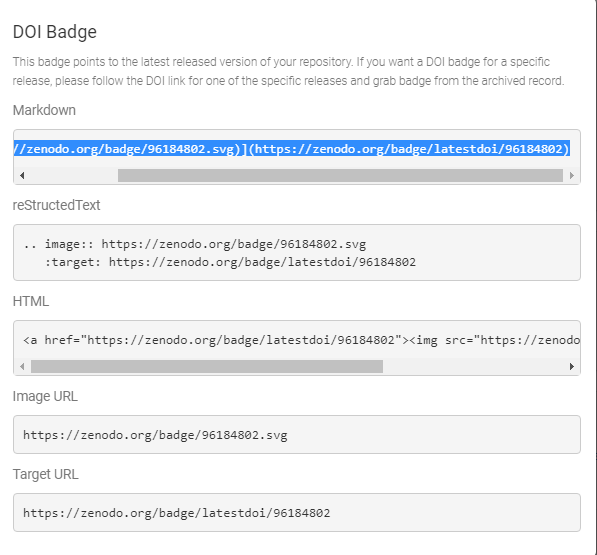 DOI Badge
This badge points to the latest released version of your repository. If you want a DOI badge for a specific
release, please follow the DOI link for one of the specific releases and grab badge from the archived record.
Markdown
//zenodo.org/badge/96184802.svg)](https://zenodo.org/badge/latestdoi/96184802)
reStructedText
.. image:: https://zenodo.org/badge/96184802.svg
   :target: https://zenodo.org/badge/latestdoi/96184802
HTML
<a href="https://zenodo.org/badge/latestdoi/96184802"><img src="https://zenodo
Image URL
https://zenodo.org/badge/96184802.svg
Target URL
https://zenodo.org/badge/latestdoi/96184802